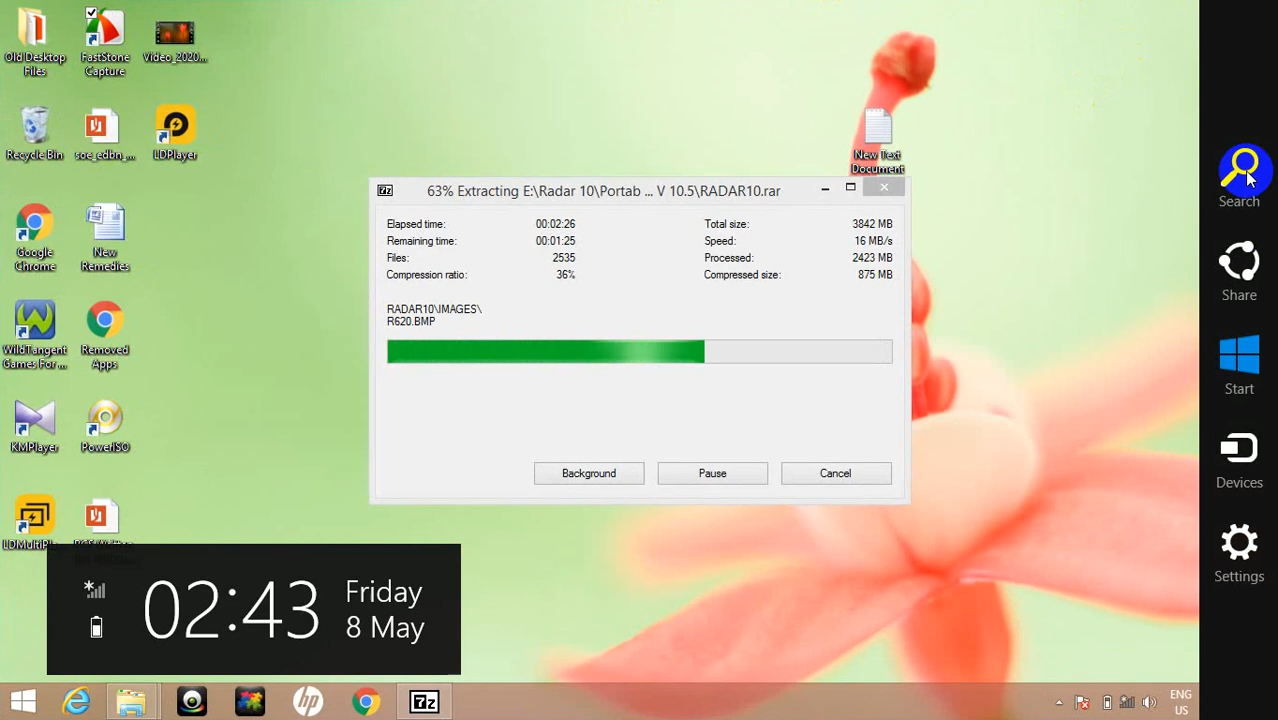 Old Desktop
Files
FastStone
Capture
Video_2020...
Recycle Bin
soe_edbn_...
LDPlayer
Google
Chrome
New
Remedies
WildTangent
Games For ...
Removed
Apps
KMPlayer
PowerISO
New Text
Document
7z
63% Extracting E:\Radar 10\Portab ... V 10.5\RADAR10.rar
Elapsed time: 00:02:26 Total size: 3842 MB
Remaining time: 00:01:25 Speed: 16 MB/s
Files: 2535 Processed: 2423 MB
Compression ratio: 36% Compressed size: 875 MB
RADAR10\IMAGES\
R620.BMP
Background Pause Cancel
Search
Share
Start
Devices
Settings
02:43
Friday
8 May
hp
7z
ENG
US